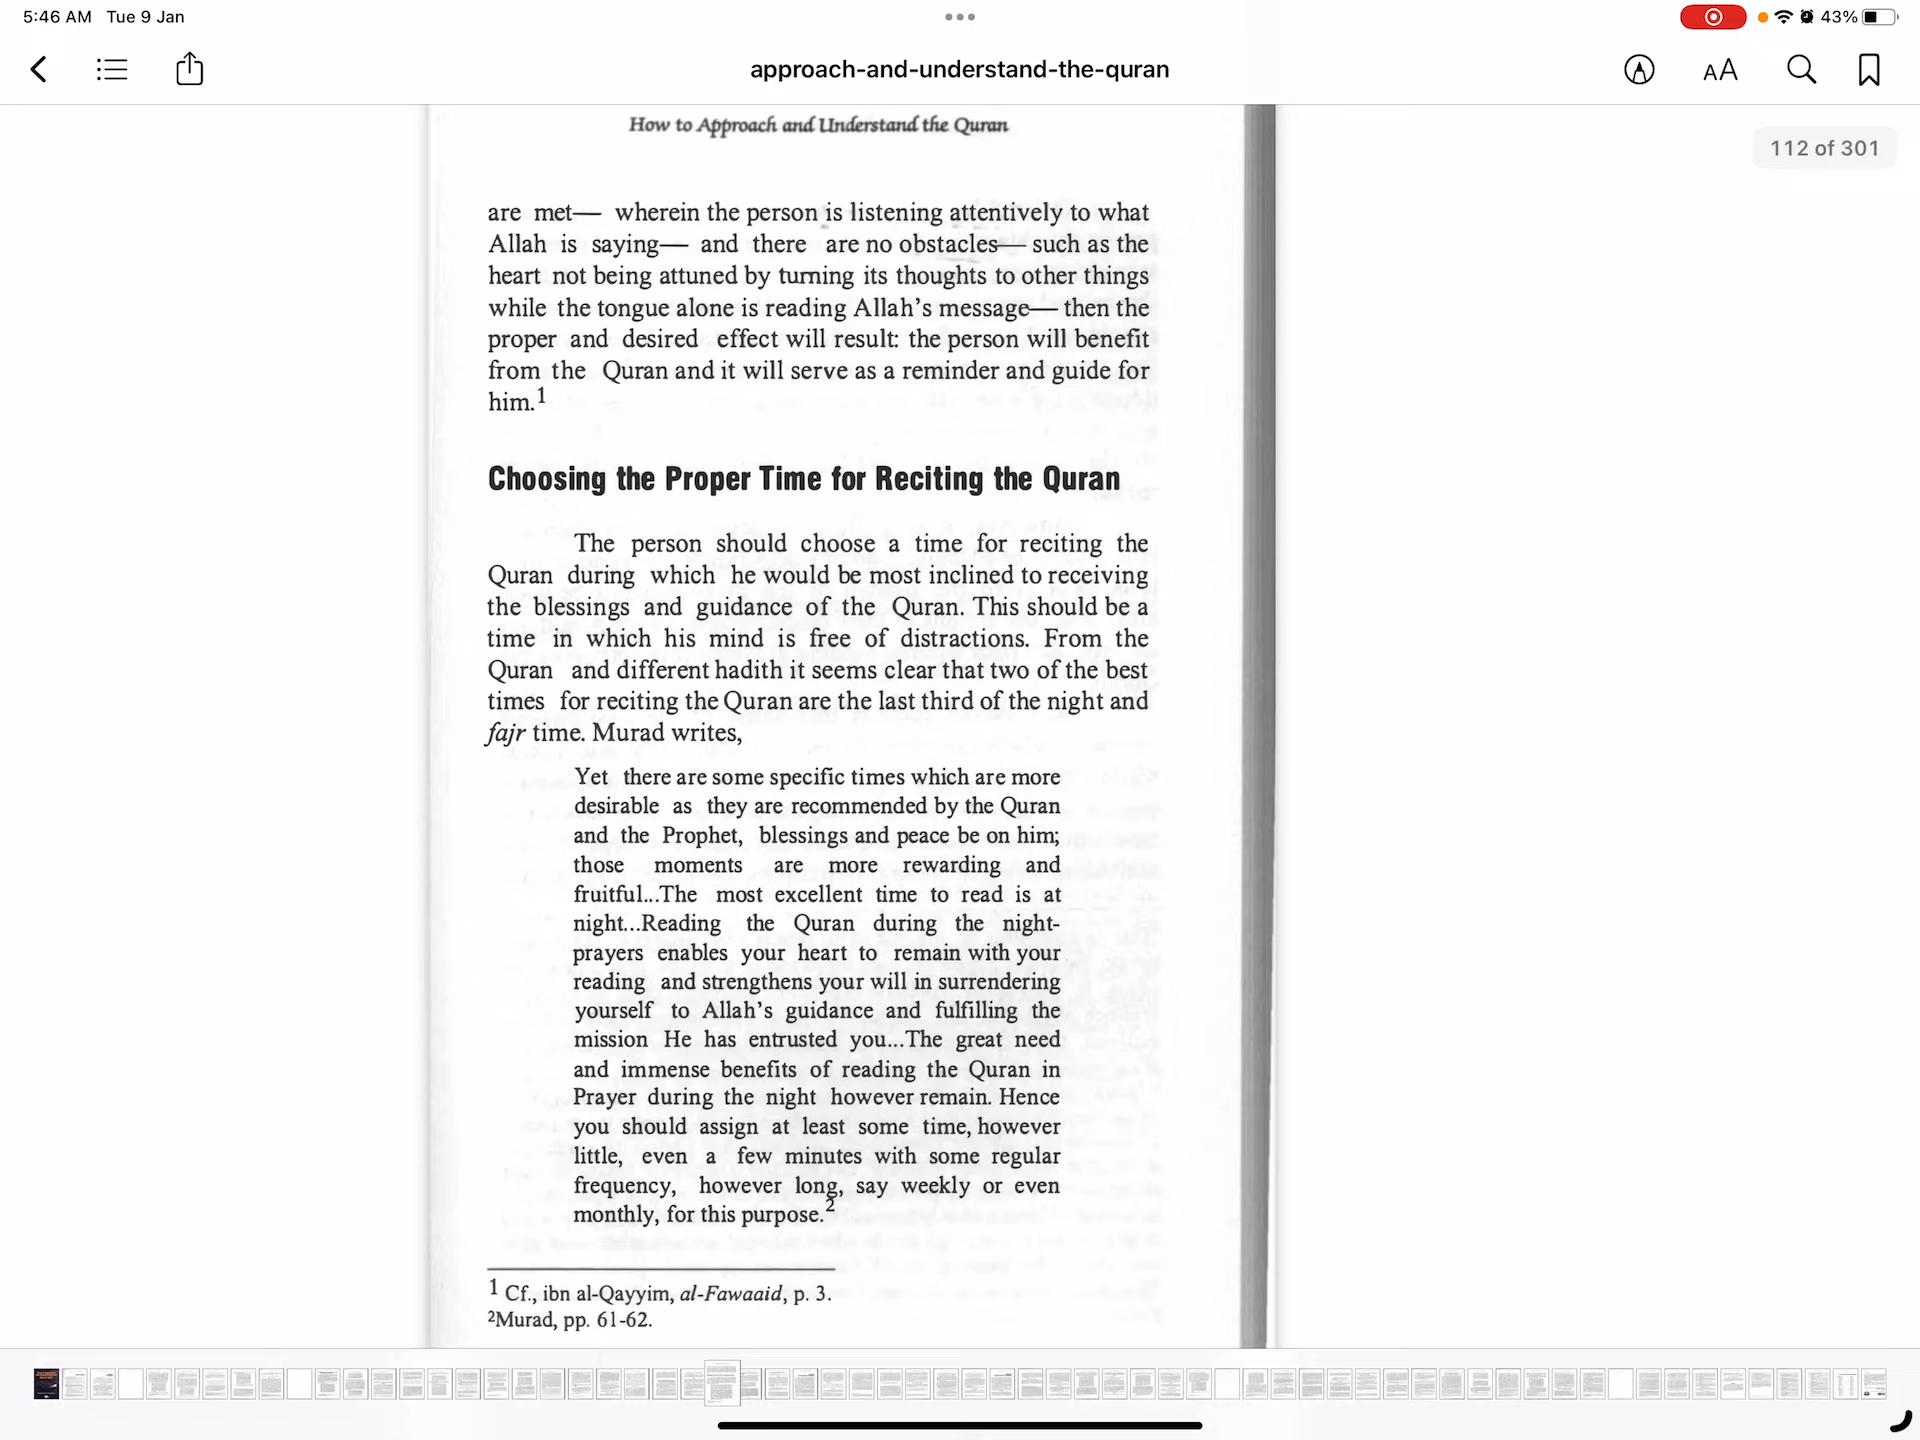 5:46 AM Tue 9 Jan
43%
approach-and-understand-the-quran
AA
112 of 301
How to Approach and Understand the Quran
are met— wherein the person is listening attentively to what
Allah is saying— and there are no obstacles— such as the
heart not being attuned by turning its thoughts to other things
while the tongue alone is reading Allah's message— then the
proper and desired effect will result: the person will benefit
from the Quran and it will serve as a reminder and guide for
him.1
Choosing the Proper Time for Reciting the Quran
The person should choose a time for reciting the
Quran during which he would be most inclined to receiving
the blessings and guidance of the Quran. This should be a
time in which his mind is free of distractions. From the
Quran and different hadith it seems clear that two of the best
times for reciting the Quran are the last third of the night and
fajr time. Murad writes,
Yet there are some specific times which are more
desirable as they are recommended by the Quran
and the Prophet, blessings and peace be on him;
those moments are more rewarding and
fruitful...The most excellent time to read is at
night...Reading the Quran during the night-
prayers enables your heart to remain with your
reading and strengthens your will in surrendering
yourself to Allah's guidance and fulfilling the
mission He has entrusted you...The great need
and immense benefits of reading the Quran in
Prayer during the night however remain. Hence
you should assign at least some time, however
little, even a few minutes with some regular
frequency, however long, say weekly or even
monthly, for this purpose.2
1 Cf., ibn al-Qayyim, al-Fawaaid, p. 3.
2Murad, pp. 61-62.